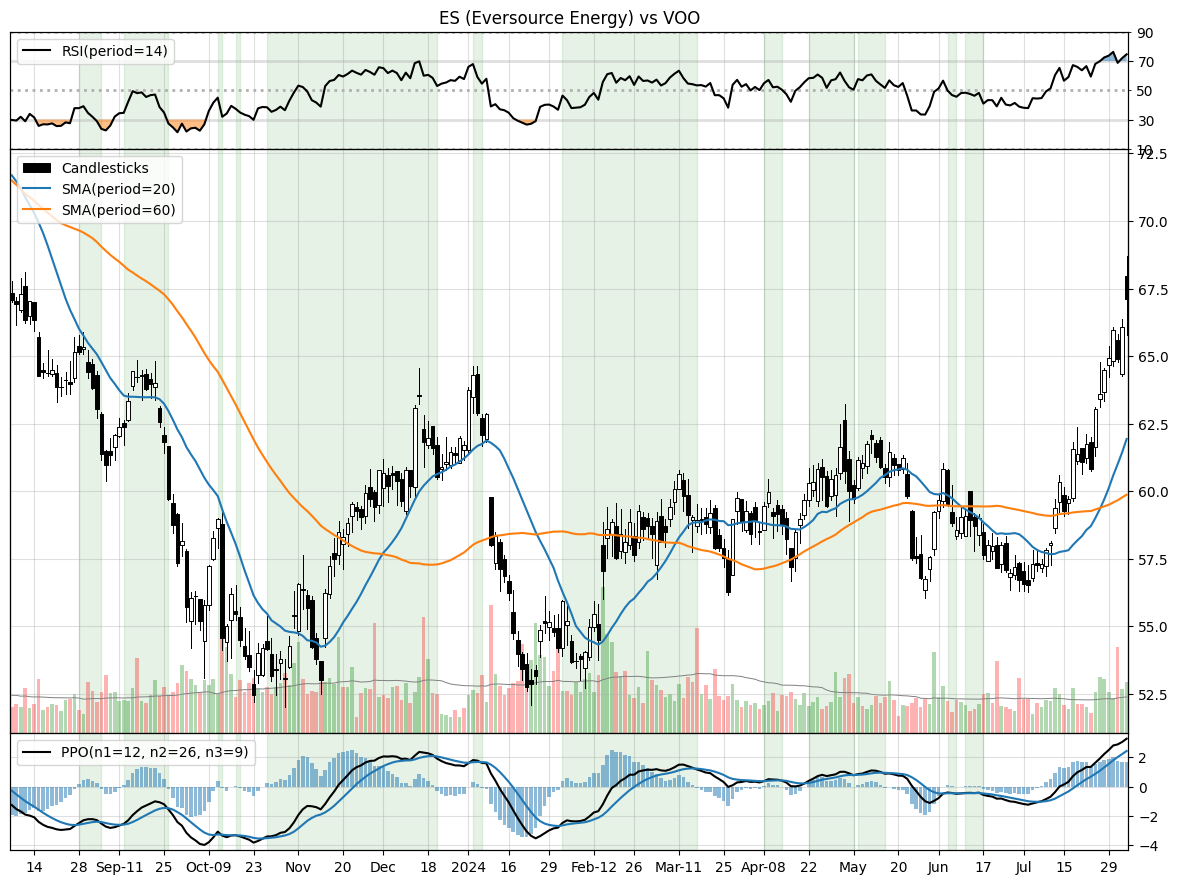 ES (Eversource Energy) vs VOO
RSI(period=14)
90
70
50
30
10
Candlesticks
SMA(period=20)
SMA(period=60)
72.5
70.0
67.5
65.0
62.5
60.0
57.5
55.0
52.5
PPO(n1=12, n2=26, n3=9)
2
0
−2
−4
14 28 Sep-11 25 Oct-09 23 Nov 20 Dec 18 2024 16 29 Feb-12 26 Mar-11 25 Apr-08 22 May 20 Jun 17 Jul 15 29